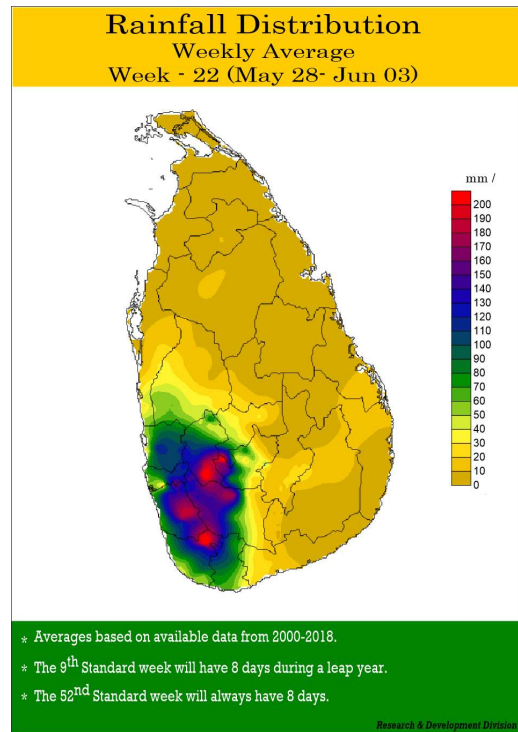 Rainfall Distribution
Weekly Average
Week - 22 (May 28- Jun 03)
mm /
200
190
180
170
160
150
140
130
120
110
100
90
80
70
60
50
40
30
20
10
0
* Averages based on available data from 2000-2018.
* The 9th Standard week will have 8 days during a leap year.
* The 52nd Standard week will always have 8 days.
Research & Development Division